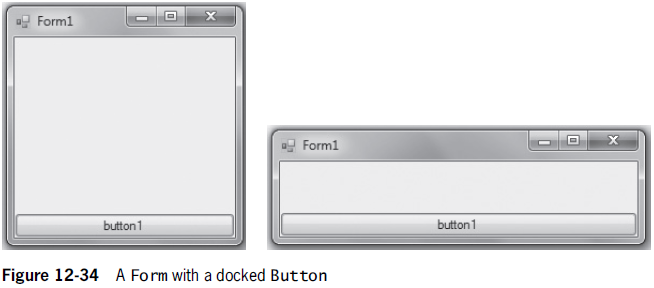 Form1
button1
Form1
button1
Figure 12-34 A Form with a docked Button